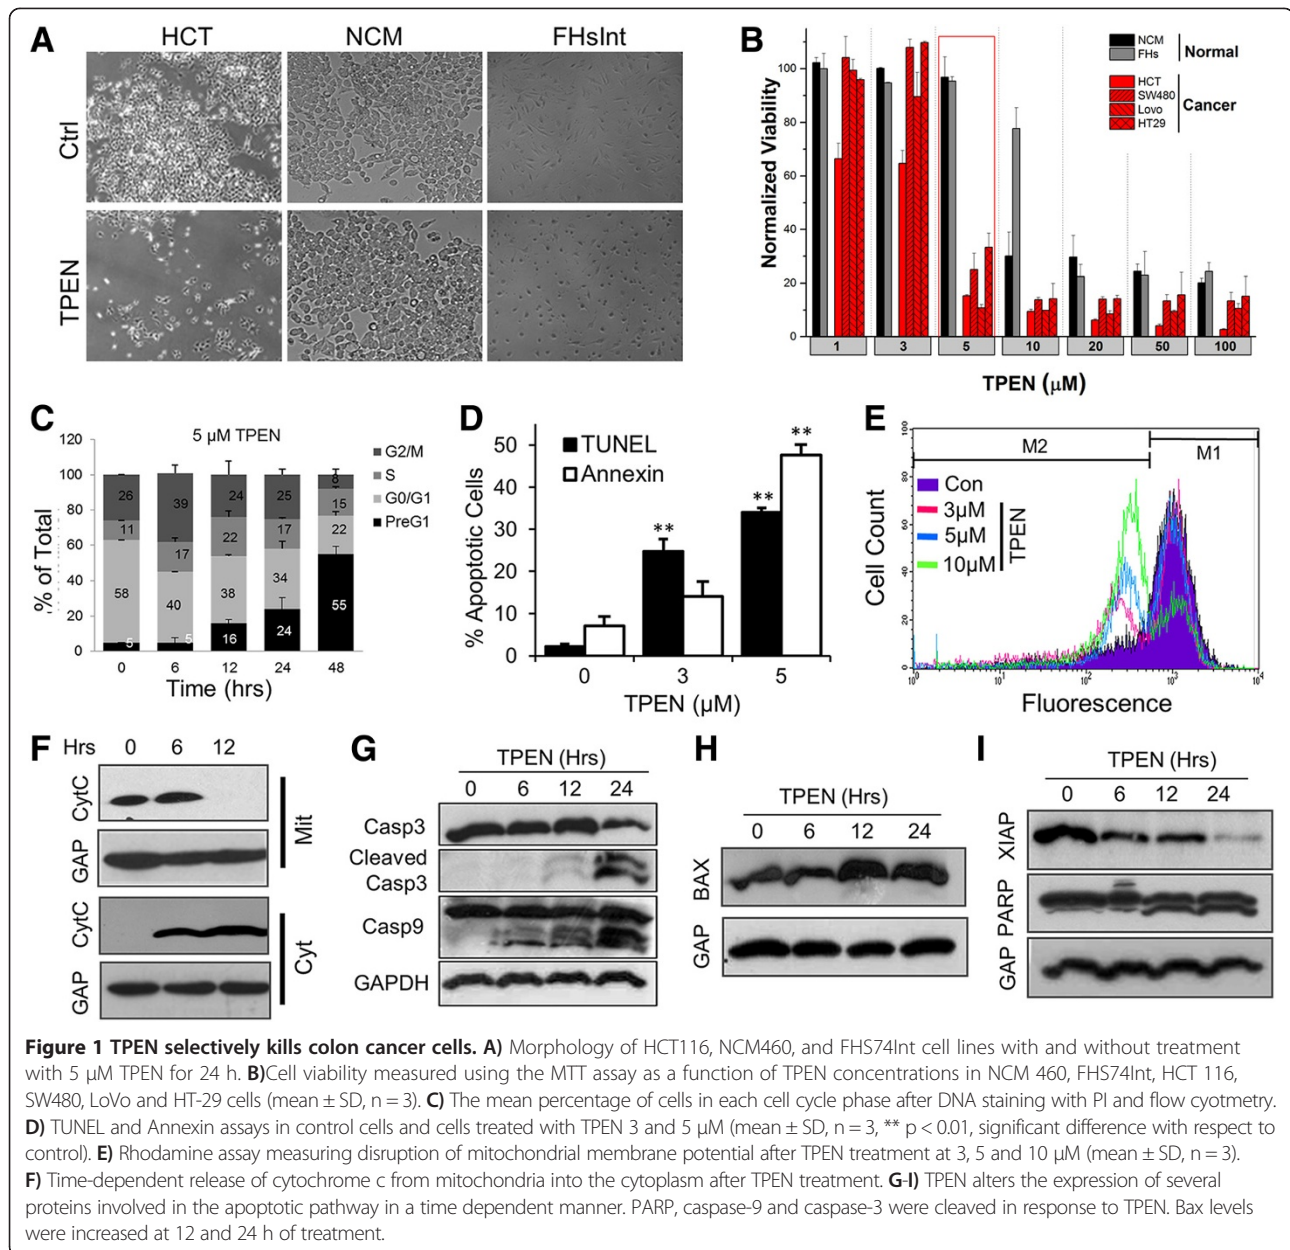 A
HCT NCM FHsInt
Ctrl
TPEN
B
Normalized Viability
100
80
60
40
20
0
NCM
FHs
Normal
HCT
SW480
Lovo
HT29
Cancer
1 3 5 10 20 50 100
TPEN (µM)
C
5 µM TPEN
% of Total
120
100
80
60
40
20
0
26 39 24 25 8
11 17 22 17 15
58 40 38 34 22
5 5 16 24 55
G2/M
S
G0/G1
PreG1
0 6 12 24 48
Time (hrs)
D
% Apoptotic Cells
50
40
30
20
10
0
TUNEL
Annexin
** ** **
0 3 5
TPEN (µM)
E
Cell Count
100
80
60
40
20
0
M2 M1
Con
3µM
5µM
10µM
TPEN
10⁰ 10¹ 10² 10³ 10⁴
Fluorescence
F
Hrs 0 6 12
CytC
GAP
Mit
CytC
GAP
Cyt
G
TPEN (Hrs)
0 6 12 24
Casp3
Cleaved
Casp3
Casp9
GAPDH
H
TPEN (Hrs)
0 6 12 24
BAX
GAP
I
TPEN (Hrs)
0 6 12 24
XIAP
PARP
GAP
Figure 1 TPEN selectively kills colon cancer cells. A) Morphology of HCT116, NCM460, and FHS74Int cell lines with and without treatment
with 5 µM TPEN for 24 h. B)Cell viability measured using the MTT assay as a function of TPEN concentrations in NCM 460, FHS74Int, HCT 116,
SW480, LoVo and HT-29 cells (mean ± SD, n = 3). C) The mean percentage of cells in each cell cycle phase after DNA staining with PI and flow cyotmetry.
D) TUNEL and Annexin assays in control cells and cells treated with TPEN 3 and 5 µM (mean ± SD, n = 3, ** p < 0.01, significant difference with respect to
control). E) Rhodamine assay measuring disruption of mitochondrial membrane potential after TPEN treatment at 3, 5 and 10 µM (mean ± SD, n = 3).
F) Time-dependent release of cytochrome c from mitochondria into the cytoplasm after TPEN treatment. G-I) TPEN alters the expression of several
proteins involved in the apoptotic pathway in a time dependent manner. PARP, caspase-9 and caspase-3 were cleaved in response to TPEN. Bax levels
were increased at 12 and 24 h of treatment.